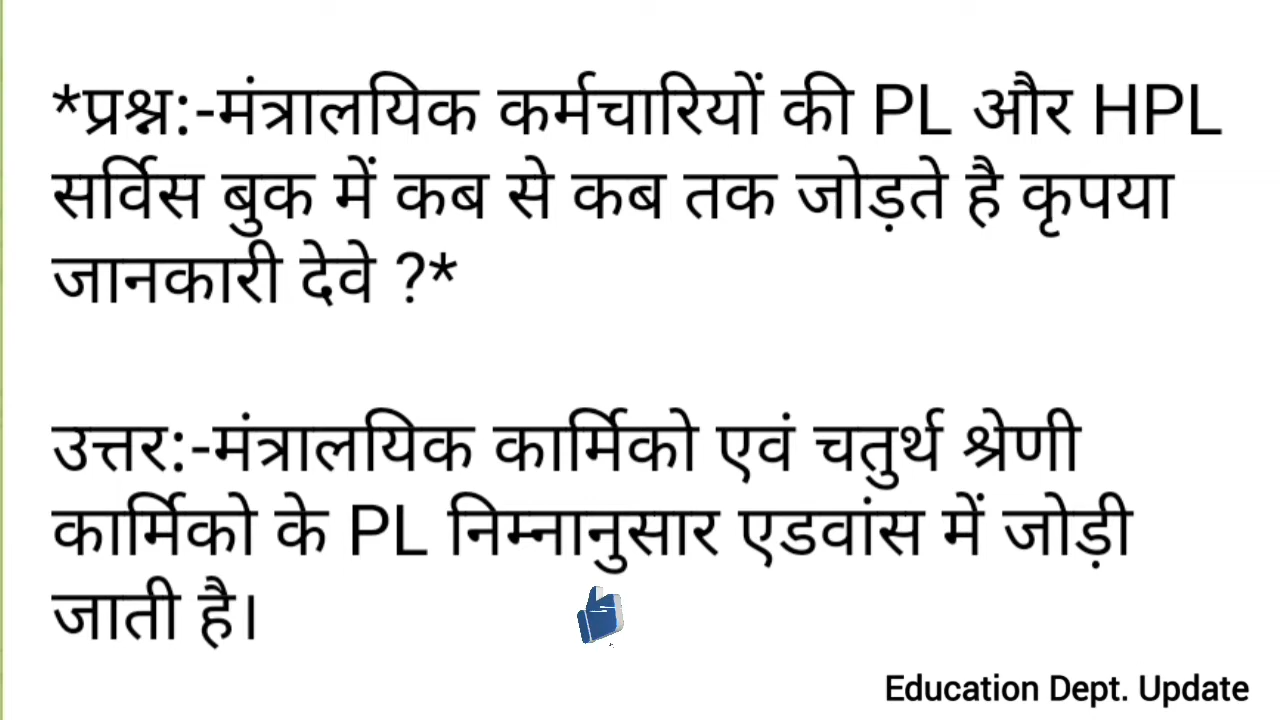 *प्रश्न:-मंत्रालयिक कर्मचारियों की PL और HPL
सर्विस बुक में कब से कब तक जोड़ते है कृपया
जानकारी देवे ?*
उत्तर:-मंत्रालयिक कार्मिको एवं चतुर्थ श्रेणी
कार्मिको के PL निम्नानुसार एडवांस में जोड़ी
जाती है।
Education Dept. Update